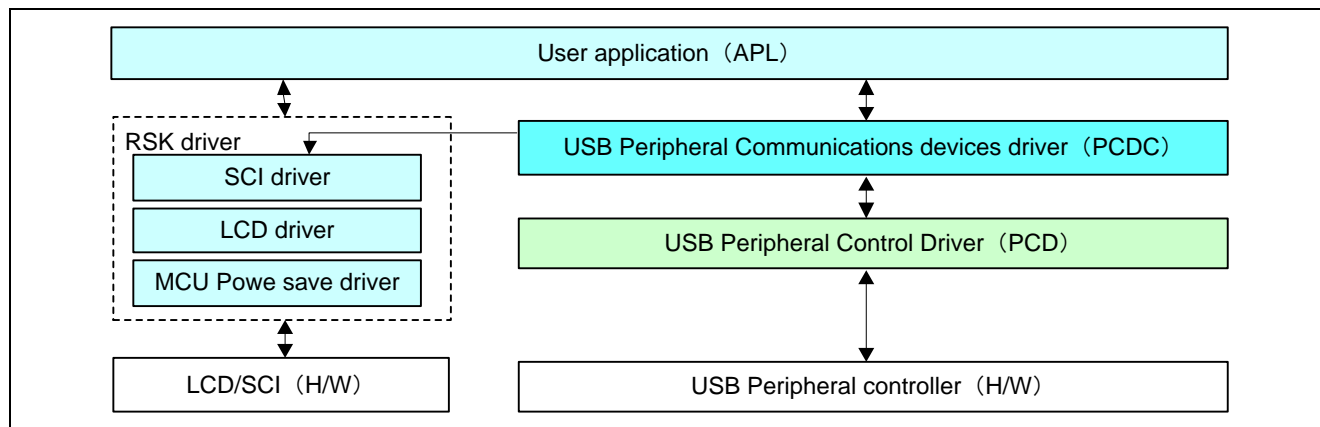 User application（APL）
RSK driver
SCI driver
LCD driver
MCU Powe save driver
LCD/SCI（H/W）
USB Peripheral Communications devices driver（PCDC）
USB Peripheral Control Driver（PCD）
USB Peripheral controller（H/W）